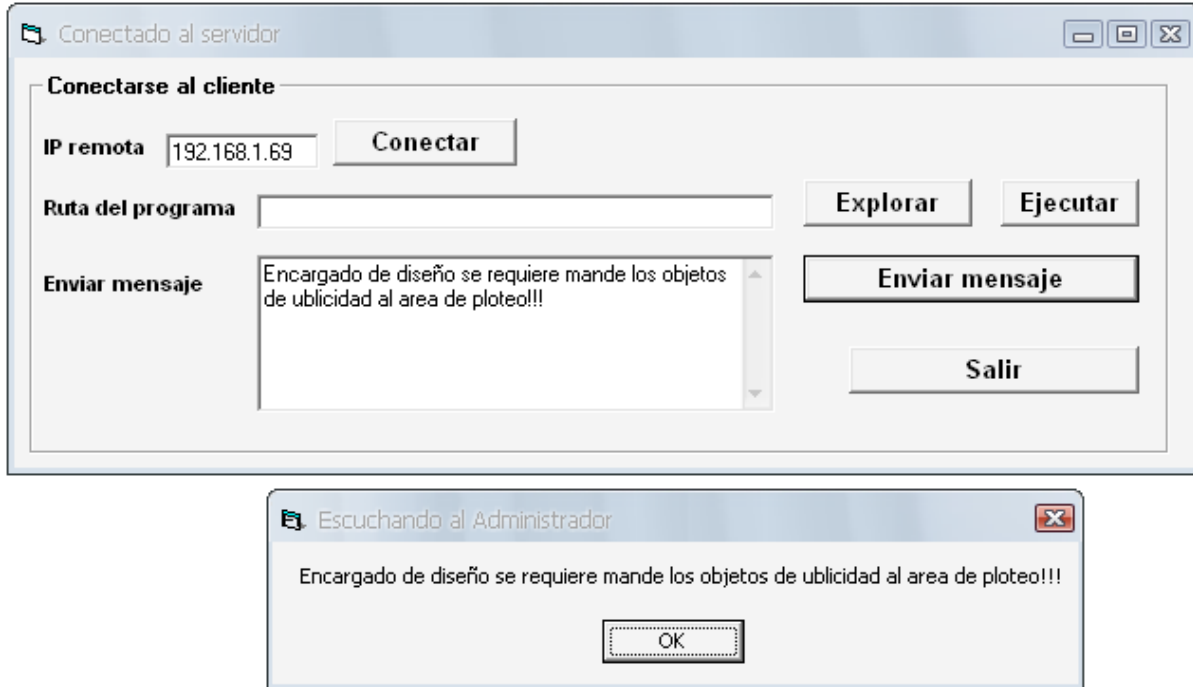 Conectado al servidor
Conectarse al cliente
IP remota 192.168.1.69 Conectar
Ruta del programa Explorar Ejecutar
Enviar mensaje Encargado de diseño se requiere mande los objetos Enviar mensaje
de ublicidad al area de ploteo!!!
Salir
Escuchando al Administrador
Encargado de diseño se requiere mande los objetos de ublicidad al area de ploteo!!!
OK